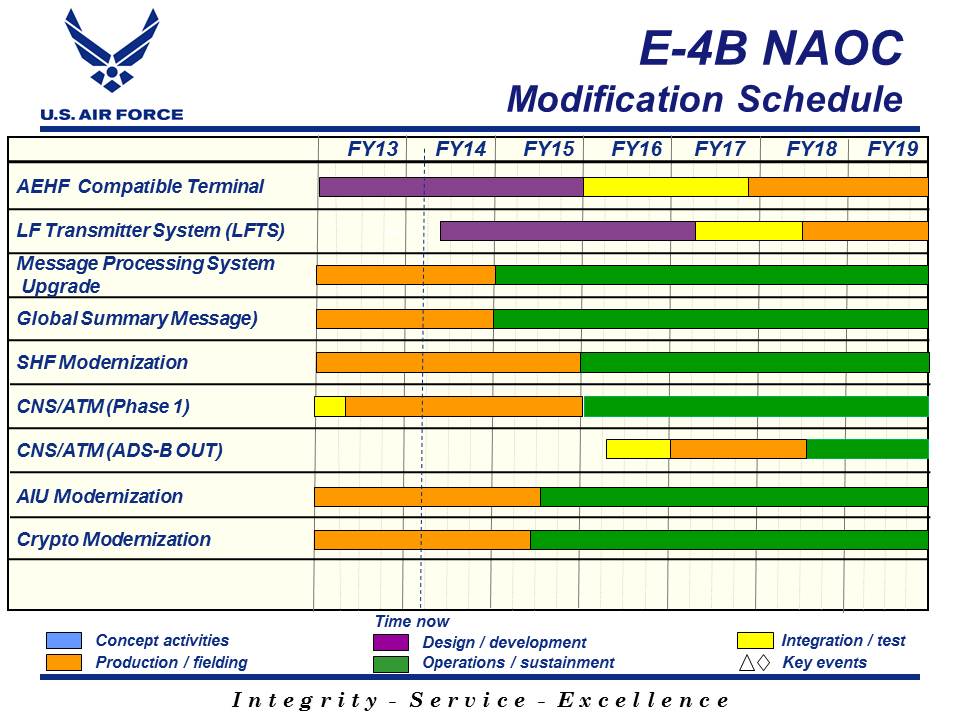 U.S. AIR FORCE
E-4B NAOC
Modification Schedule
FY13 FY14 FY15 FY16 FY17 FY18 FY19
AEHF Compatible Terminal
LF Transmitter System (LFTS)
Message Processing System
Upgrade
Global Summary Message)
SHF Modernization
CNS/ATM (Phase 1)
CNS/ATM (ADS-B OUT)
AIU Modernization
Crypto Modernization
Time now
Concept activities Design / development Integration / test
Production / fielding Operations / sustainment Key events
Integrity - Service - Excellence